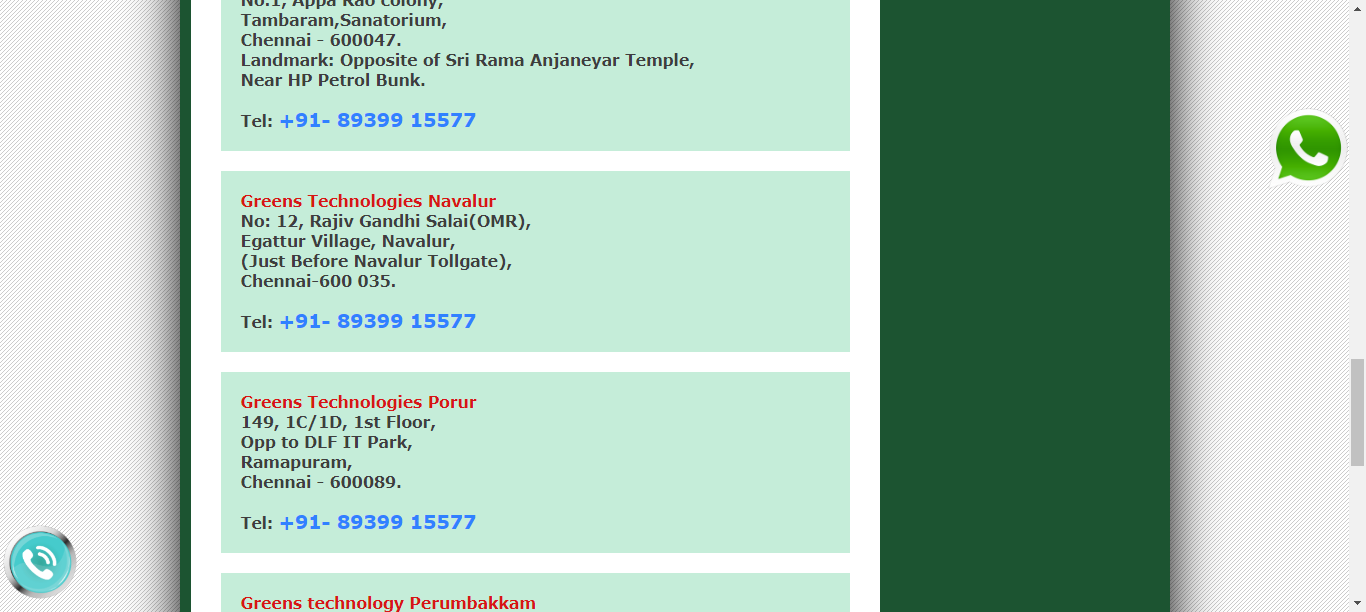 No.1, Appa Rao colony,
Tambaram,Sanatorium,
Chennai - 600047.
Landmark: Opposite of Sri Rama Anjaneyar Temple,
Near HP Petrol Bunk.
Tel: +91- 89399 15577
Greens Technologies Navalur
No: 12, Rajiv Gandhi Salai(OMR),
Egattur Village, Navalur,
(Just Before Navalur Tollgate),
Chennai-600 035.
Tel: +91- 89399 15577
Greens Technologies Porur
149, 1C/1D, 1st Floor,
Opp to DLF IT Park,
Ramapuram,
Chennai - 600089.
Tel: +91- 89399 15577
Greens technology Perumbakkam